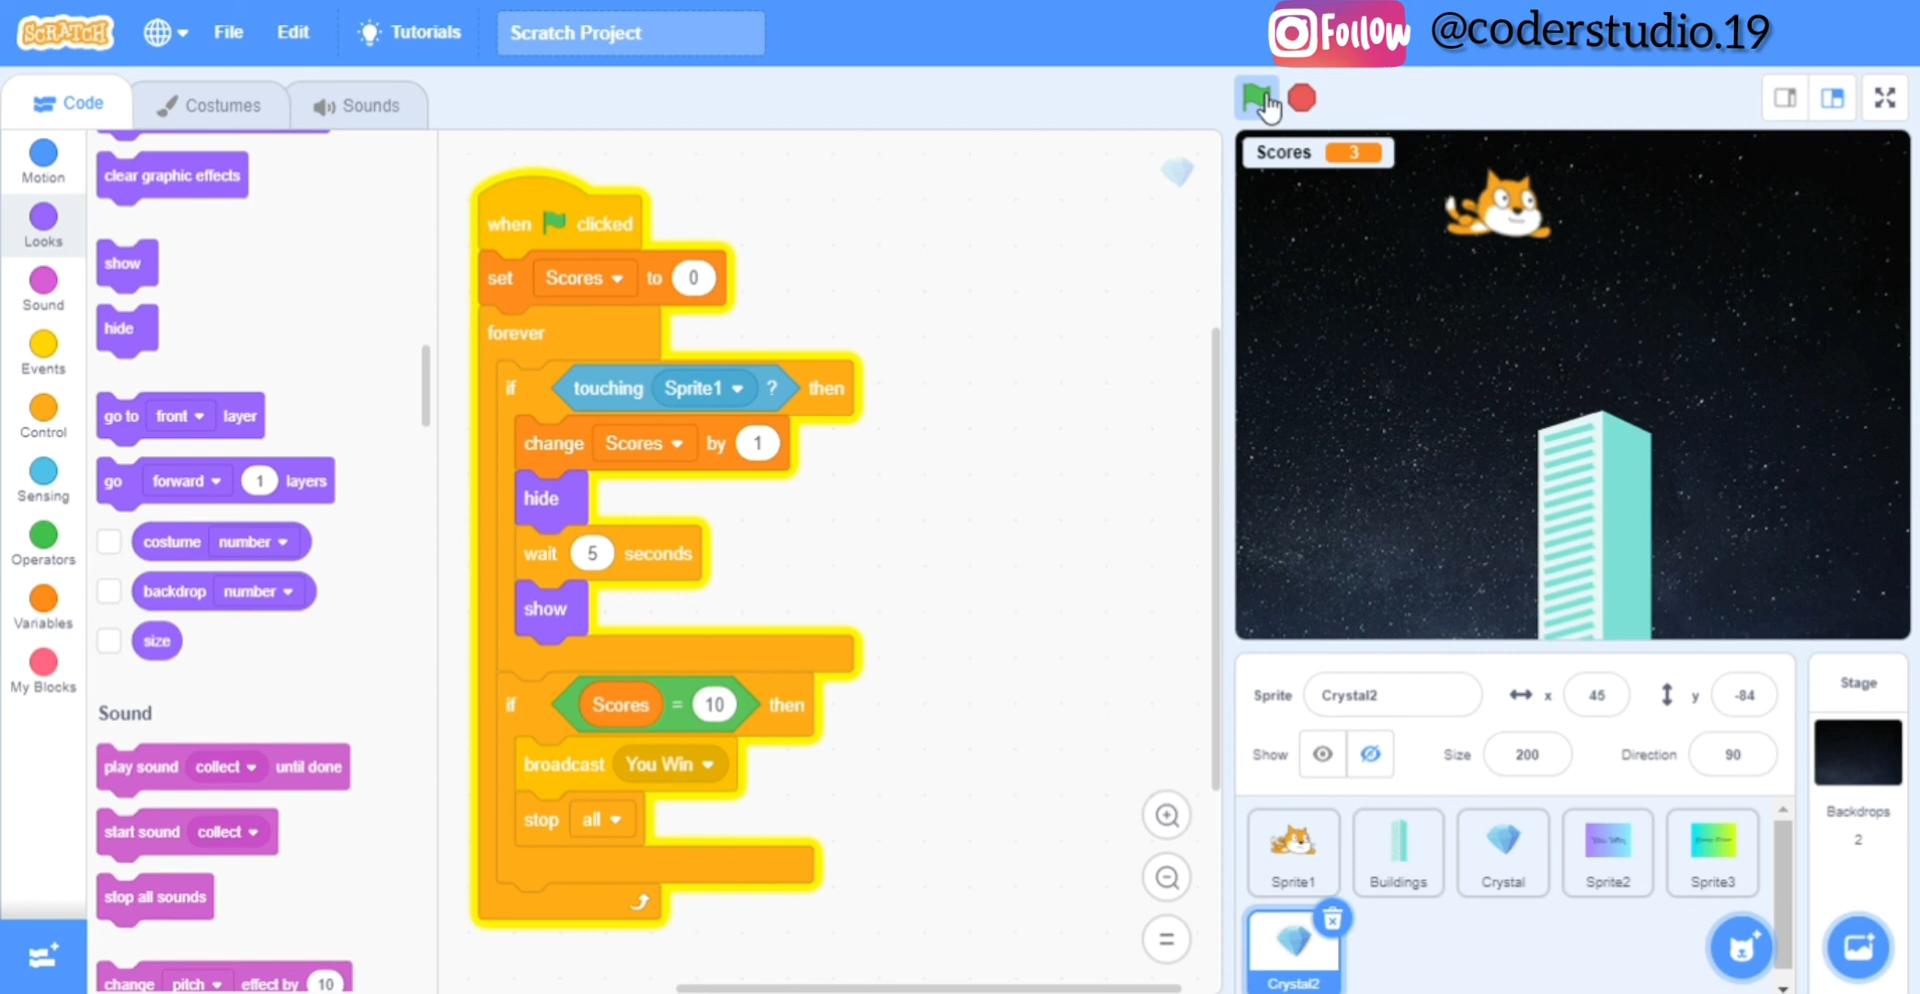 SCRATCH File Edit Tutorials Scratch Project Follow @coderstudio.19
Code Costumes Sounds
Motion
Looks
Sound
Events
Control
Sensing
Operators
Variables
My Blocks
clear graphic effects
show
hide
go to front layer
go forward 1 layers
costume number
backdrop number
size
Sound
play sound collect until done
start sound collect
stop all sounds
change pitch effect by 10
when clicked
set Scores to 0
forever
if touching Sprite1 ? then
change Scores by 1
hide
wait 5 seconds
show
if Scores = 10 then
broadcast You Win
stop all
Scores 3
Sprite Crystal2 x 45 y -84
Show Size 200 Direction 90
You Win
Sprite1 Buildings Crystal Sprite2 Sprite3
Crystal2
Stage
Backdrops
2